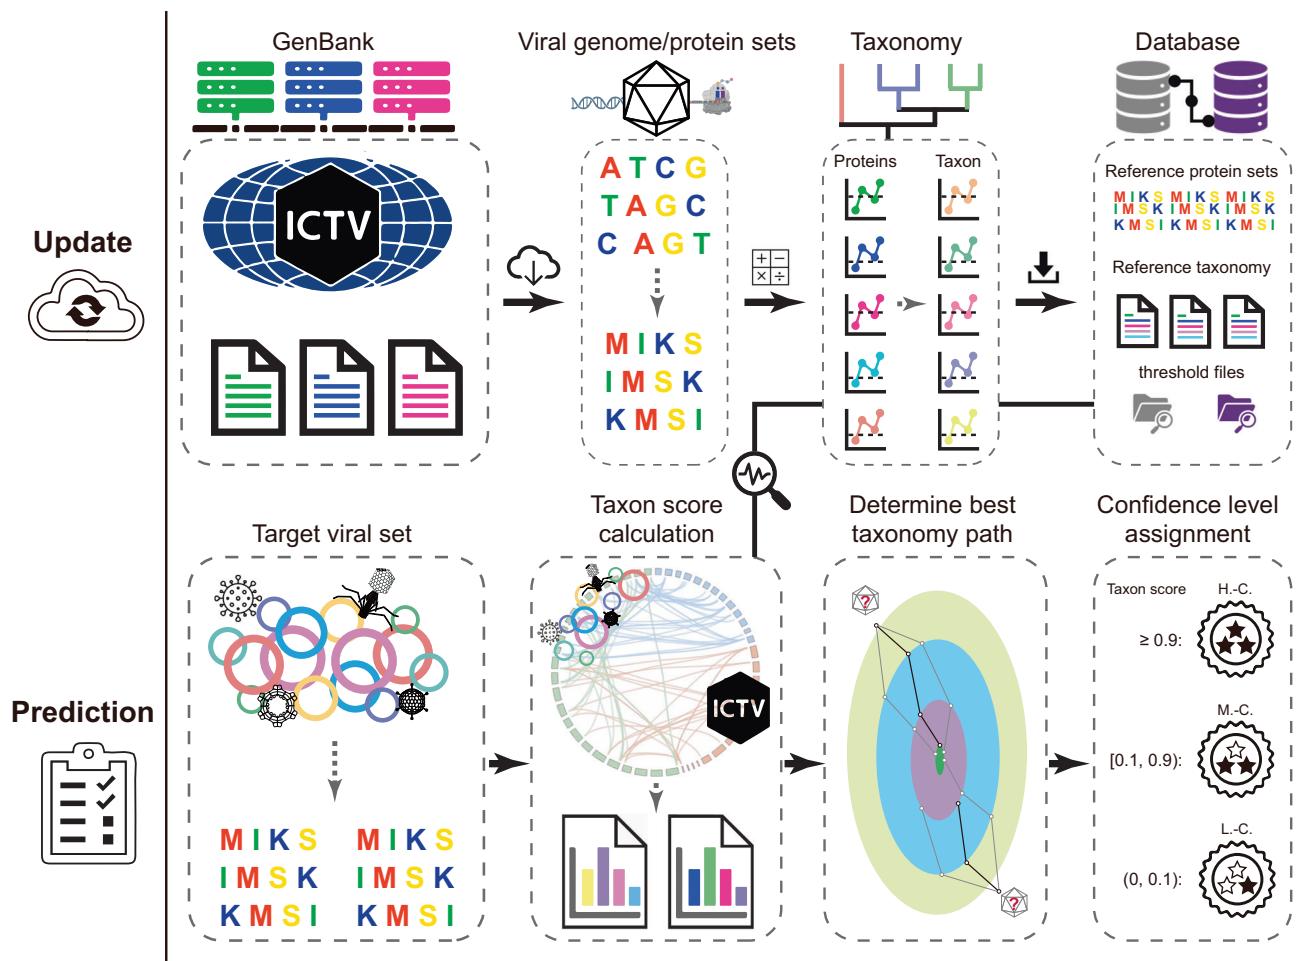 GenBank
Viral genome/protein sets
Taxonomy
Database
Update
ICTV
A T C G
T A G C
C A G T
M I K S
I M S K
K M S I
Proteins
Taxon
Reference protein sets
M I K S M I K S M I K S
I M S K I M S K I M S K
K M S I K M S I K M S I
Reference taxonomy
threshold files
Prediction
Target viral set
M I K S M I K S
I M S K I M S K
K M S I K M S I
Taxon score
calculation
ICTV
Determine best
taxonomy path
?
?
Confidence level
assignment
Taxon score
H.-C.
≥ 0.9:
M.-C.
[0.1, 0.9):
L.-C.
(0, 0.1):